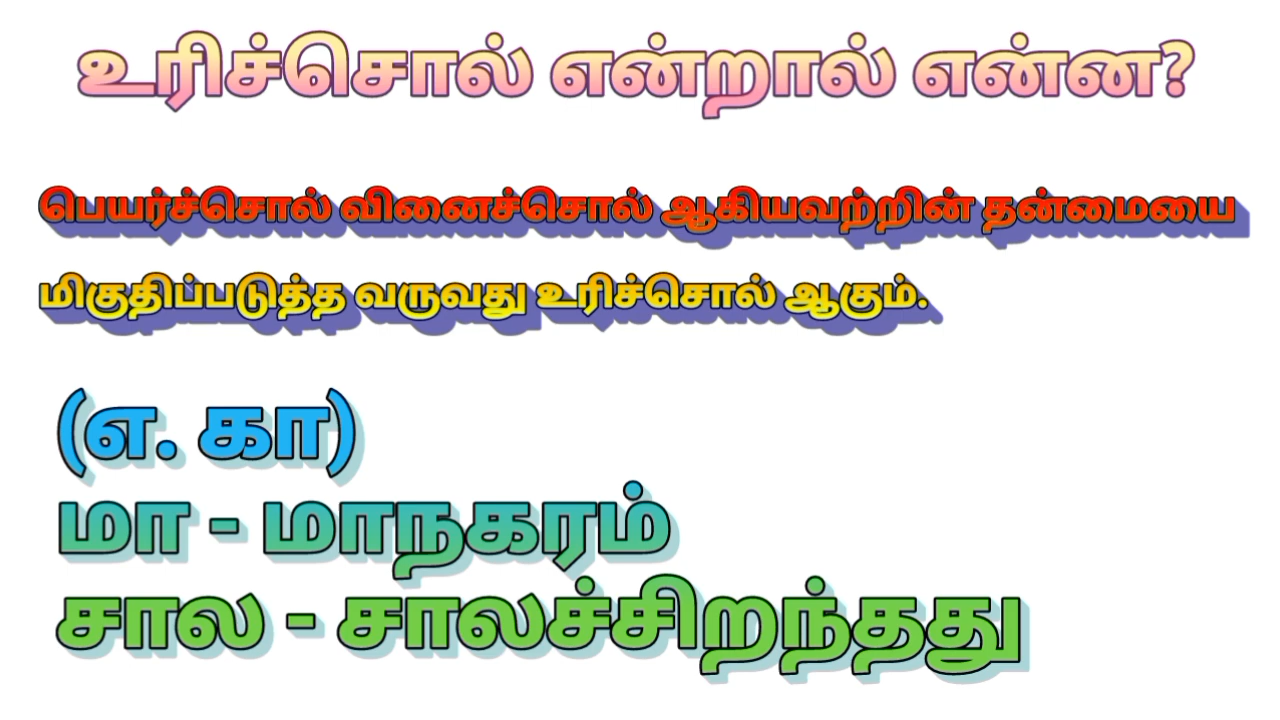 உரிச்சொல் என்றால் என்ன?
பெயர்ச்சொல் வினைச்சொல் ஆகியவற்றின் தன்மையை
மிகுதிப்படுத்த வருவது உரிச்சொல் ஆகும்.
(எ. கா)
மா - மாநகரம்
சால - சாலச்சிறந்தது